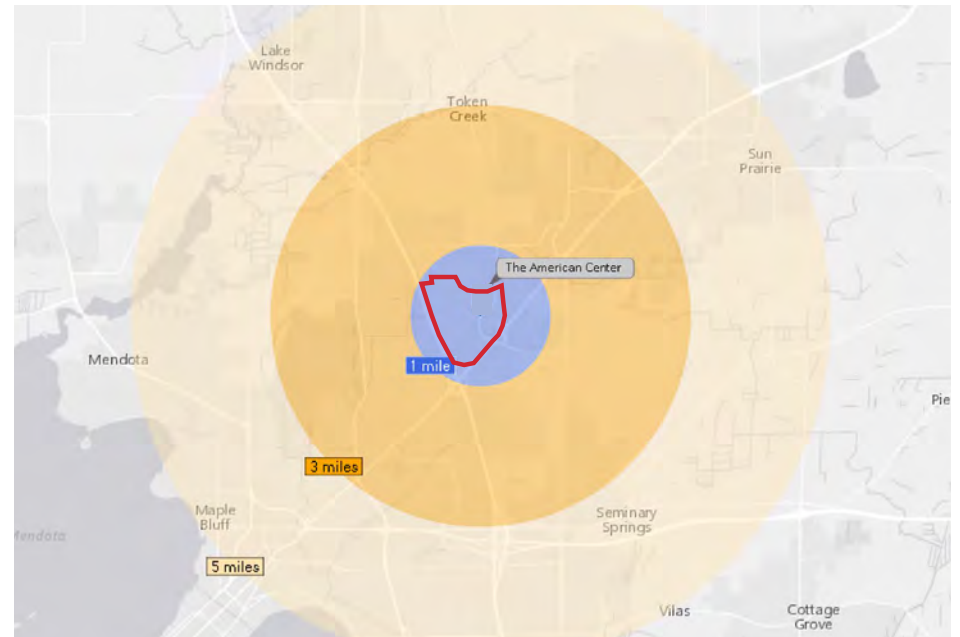 Lake
Windsor
Token
Creek
Sun
Prairie
The American Center
Mendota
1 mile
Pie
3 miles
Maple
Bluff
Seminary
Springs
Mendota
5 miles
Vilas
Cottage
Grove